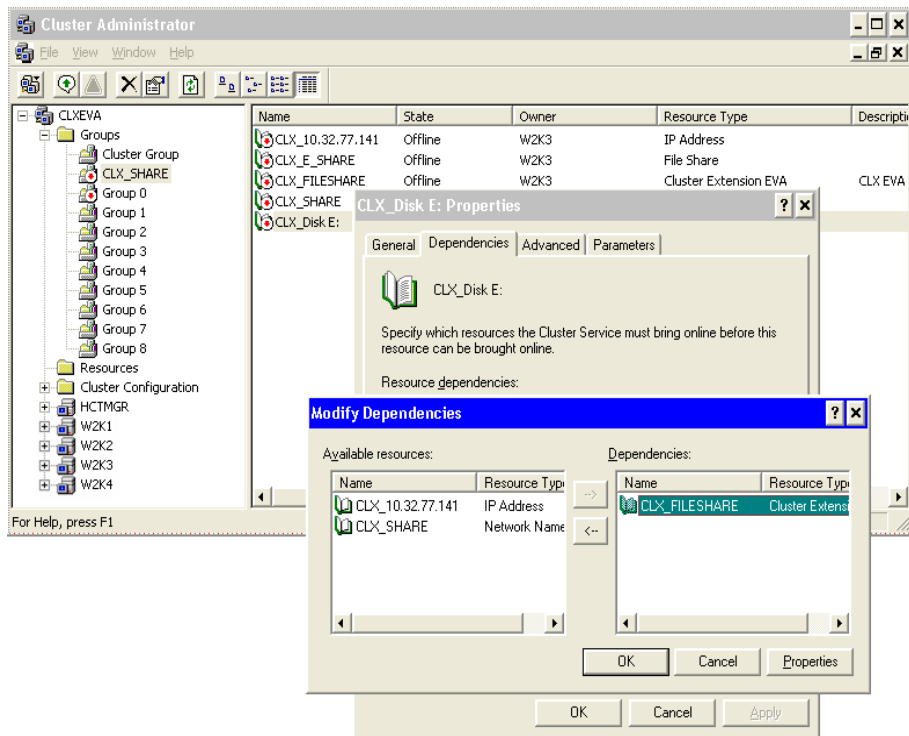 Cluster Administrator
File View Window Help
CLXEVA
Groups
Cluster Group
CLX_SHARE
Group 0
Group 1
Group 2
Group 3
Group 4
Group 5
Group 6
Group 7
Group 8
Resources
Cluster Configuration
HCTMGR
W2K1
W2K2
W2K3
W2K4
Name State Owner Resource Type Descripti
CLX_10.32.77.141 Offline W2K3 IP Address
CLX_E_SHARE Offline W2K3 File Share
CLX_FILESHARE Offline W2K3 Cluster Extension EVA CLX EVA
CLX_SHARE
CLX_Disk E:
CLX_Disk E: Properties
General Dependencies Advanced Parameters
CLX_Disk E:
Specify which resources the Cluster Service must bring online before this
resource can be brought online.
Resource dependencies:
Modify Dependencies
Available resources:
Name Resource Typ
CLX_10.32.77.141 IP Address
CLX_SHARE Network Name
-->
<--
Dependencies:
Name Resource Typ
CLX_FILESHARE Cluster Extensi
OK Cancel Properties
OK Cancel Apply
For Help, press F1